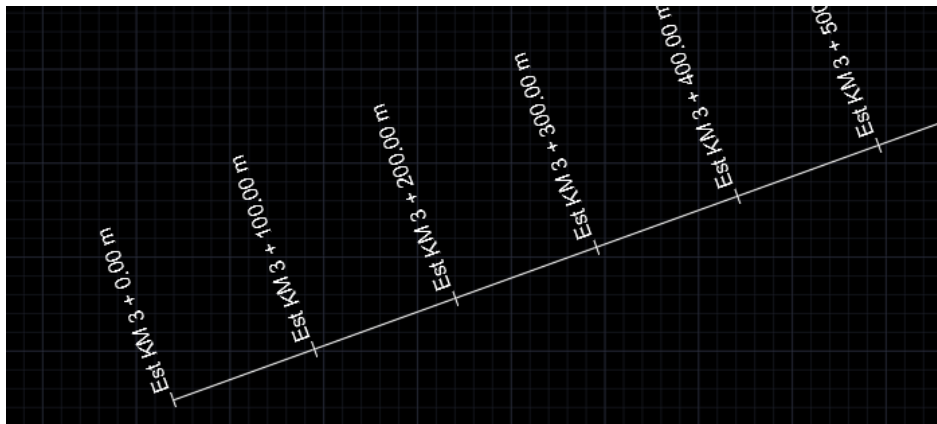 Est KM 3 + 0.00 m
Est KM 3 + 100.00 m
Est KM 3 + 200.00 m
Est KM 3 + 300.00 m
Est KM 3 + 400.00 m
Est KM 3 + 500